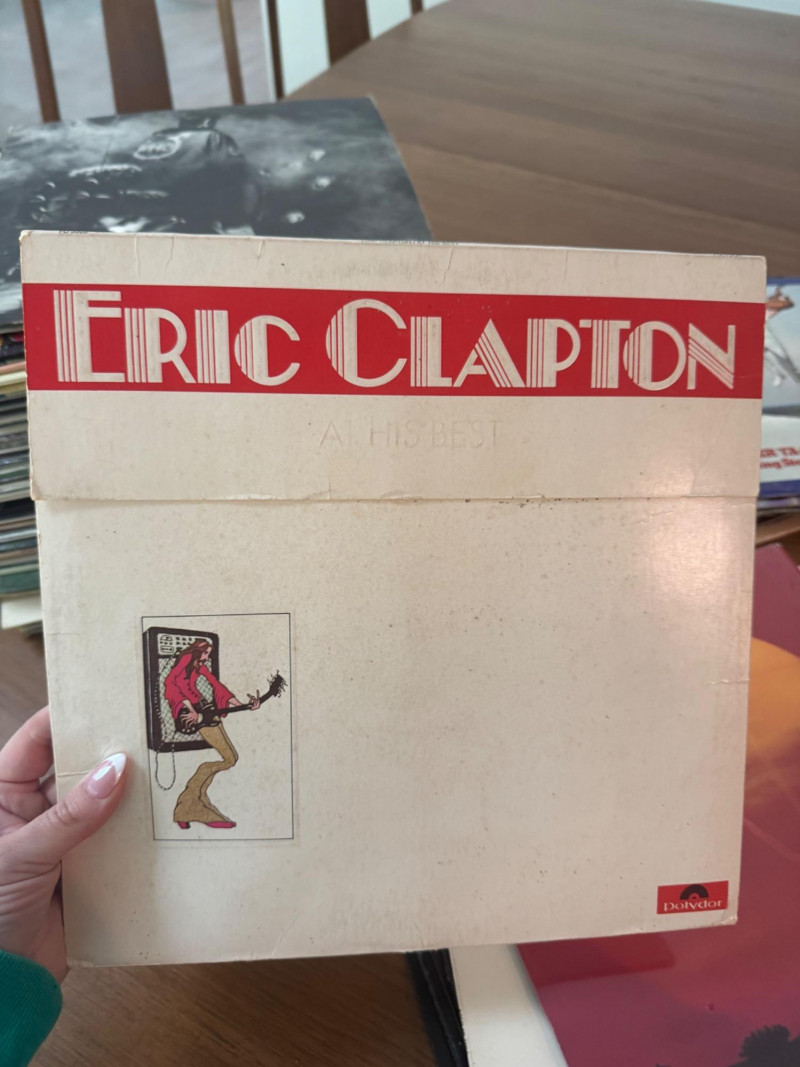 ERIC CLAPTON
AT HIS BEST
Polydor